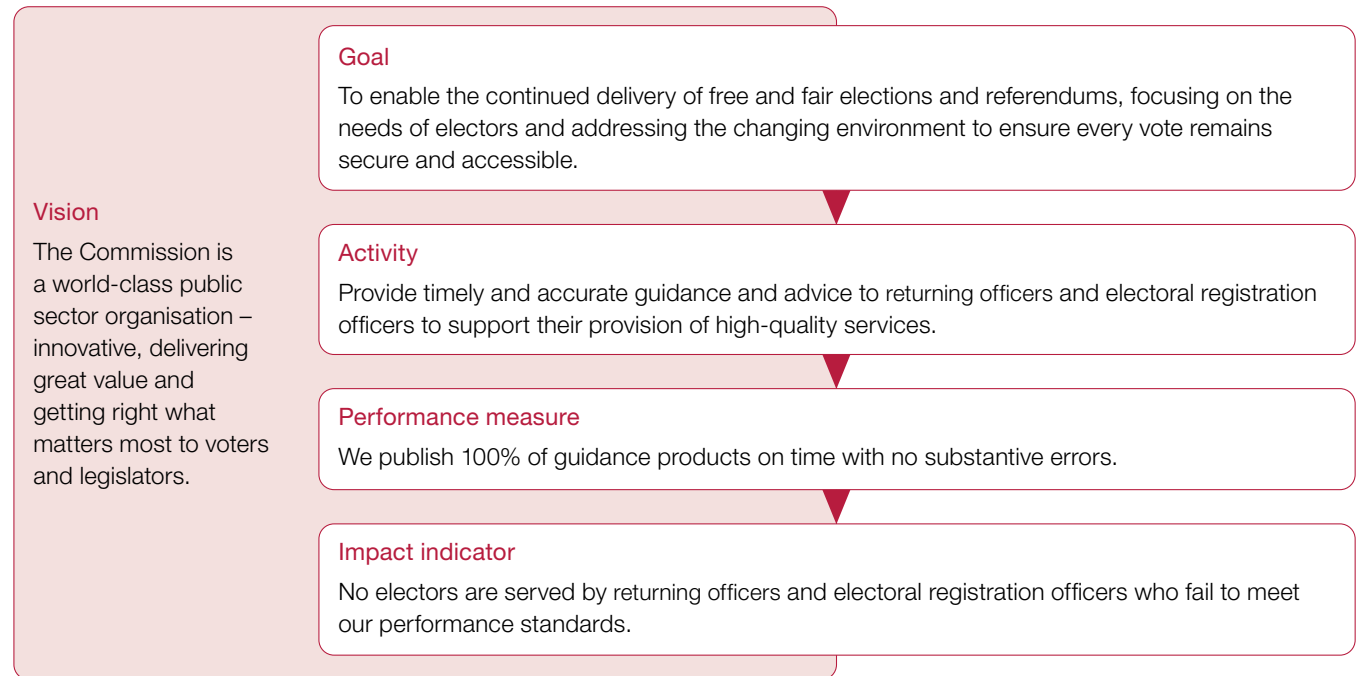 Vision
The Commission is
a world-class public
sector organisation –
innovative, delivering
great value and
getting right what
matters most to voters
and legislators.
Goal
To enable the continued delivery of free and fair elections and referendums, focusing on the
needs of electors and addressing the changing environment to ensure every vote remains
secure and accessible.
Activity
Provide timely and accurate guidance and advice to returning officers and electoral registration
officers to support their provision of high-quality services.
Performance measure
We publish 100% of guidance products on time with no substantive errors.
Impact indicator
No electors are served by returning officers and electoral registration officers who fail to meet
our performance standards.